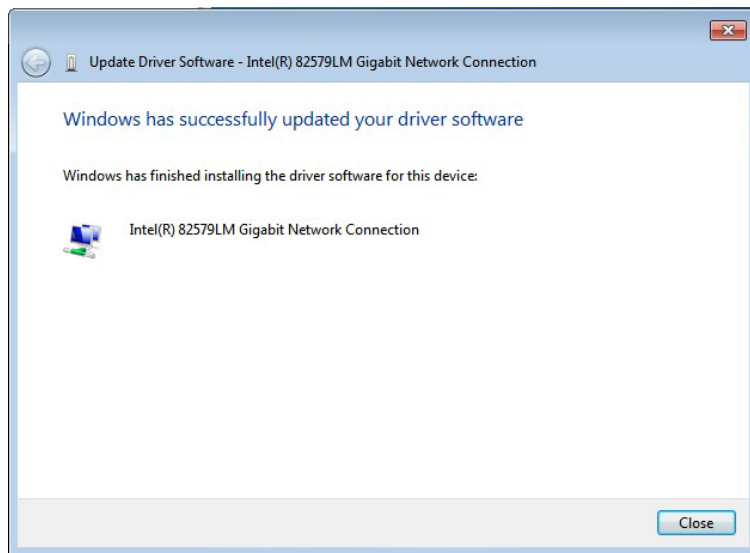 Update Driver Software - Intel(R) 82579LM Gigabit Network Connection
Windows has successfully updated your driver software
Windows has finished installing the driver software for this device:
Intel(R) 82579LM Gigabit Network Connection
Close